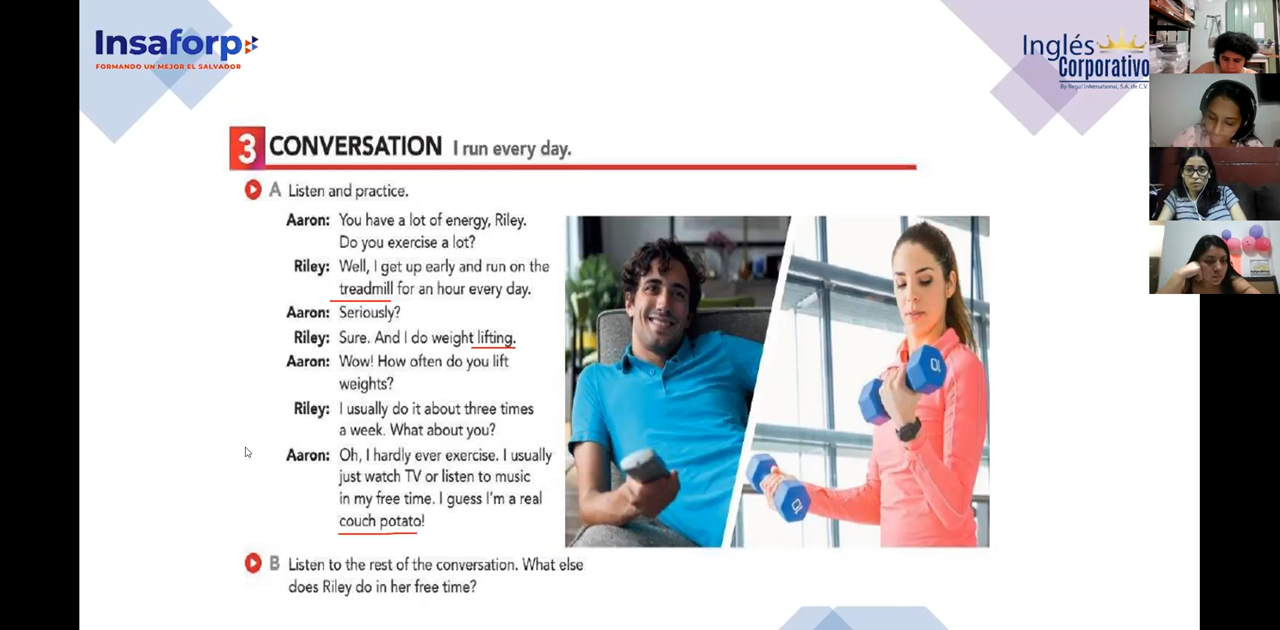 Insaforp
FORMANDO UN MEJOR EL SALVADOR
Inglés
Corporativo
By Regal International, S.A. de C.V.
3 CONVERSATION I run every day.
A Listen and practice.
Aaron: You have a lot of energy, Riley.
Do you exercise a lot?
Riley: Well, I get up early and run on the
treadmill for an hour every day.
Aaron: Seriously?
Riley: Sure. And I do weight lifting.
Aaron: Wow! How often do you lift
weights?
Riley: I usually do it about three times
a week. What about you?
Aaron: Oh, I hardly ever exercise. I usually
just watch TV or listen to music
in my free time. I guess I'm a real
couch potato!
B Listen to the rest of the conversation. What else
does Riley do in her free time?
10
10